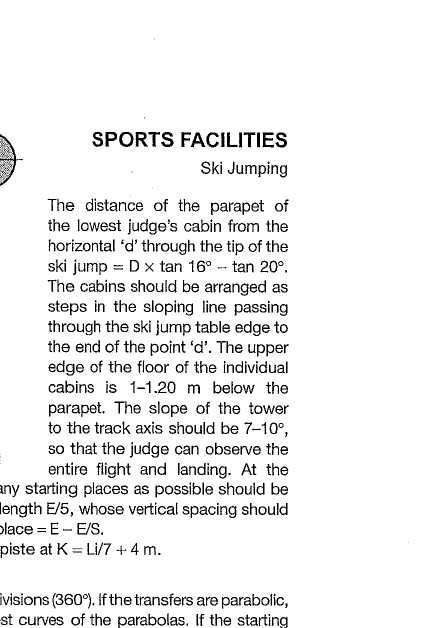 SPORTS FACILITIES
Ski Jumping
The distance of the parapet of
the lowest judge's cabin from the
horizontal 'd' through the tip of the
ski jump = D × tan 16° – tan 20°.
The cabins should be arranged as
steps in the sloping line passing
through the ski jump table edge to
the end of the point 'd'. The upper
edge of the floor of the individual
cabins is 1–1.20 m below the
parapet. The slope of the tower
to the track axis should be 7–10°,
so that the judge can observe the
entire flight and landing. At the
any starting places as possible should be
length E/5, whose vertical spacing should
place = E – E/S.
piste at K = Li/7 + 4 m.
ivisions (360°). If the transfers are parabolic,
st curves of the parabolas. If the starting